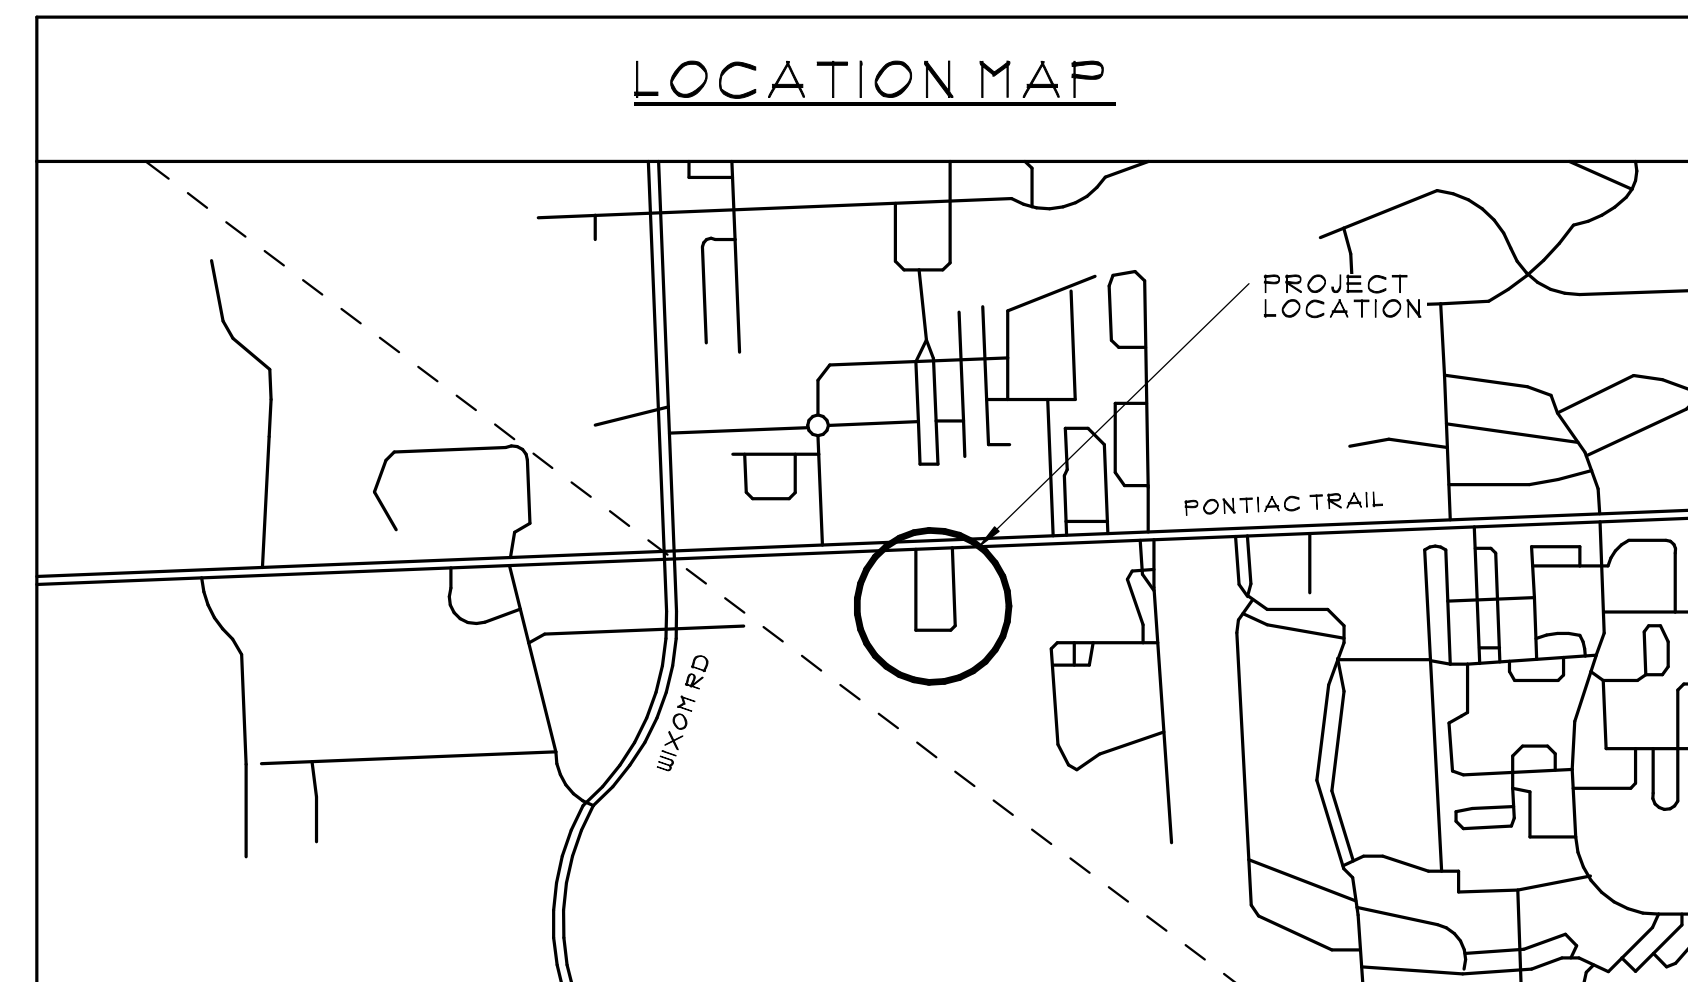 LOCATION MAP
PROJECT
LOCATION
PONTIAC TRAIL
WIXOM RD